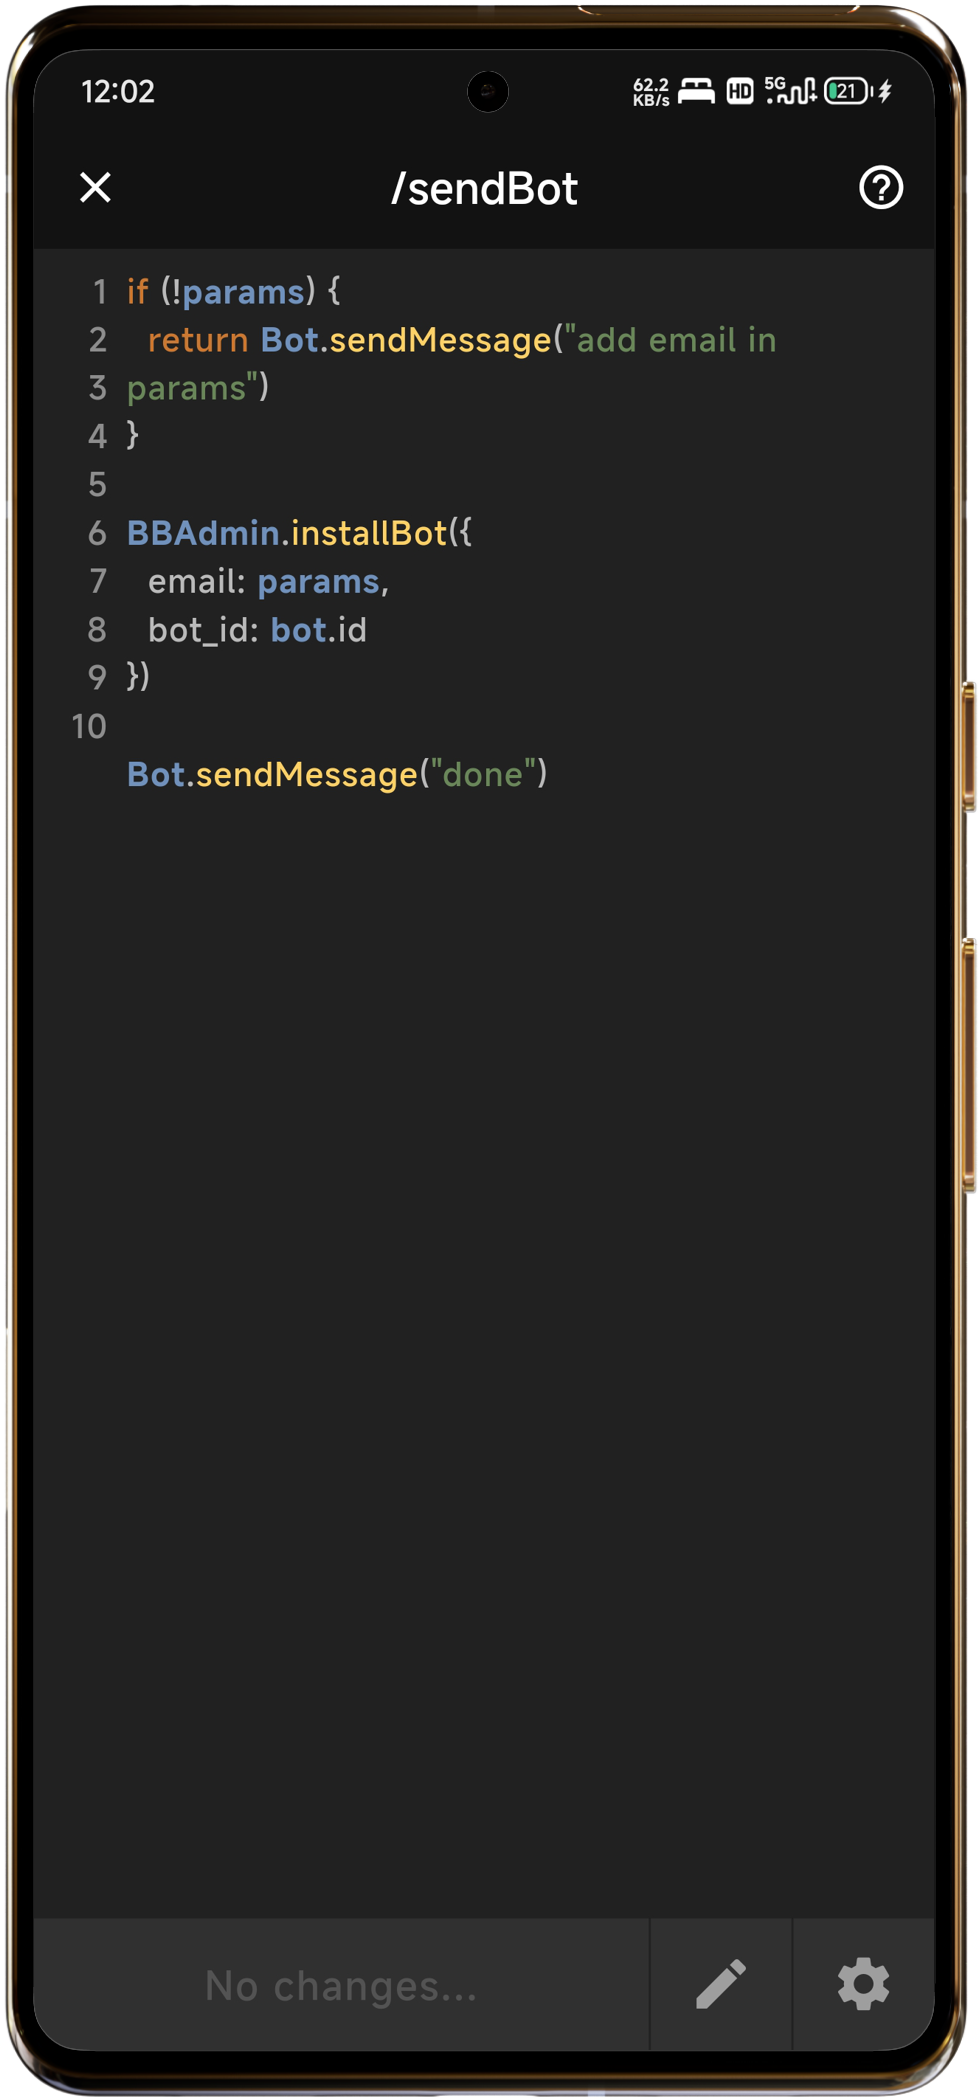 12:02 62.2 KB/s HD 5G 21
/sendBot
1 if (!params) {
2   return Bot.sendMessage("add email in
3 params")
4 }
5
6 BBAdmin.installBot({
7   email: params,
8   bot_id: bot.id
9 })
10
Bot.sendMessage("done")
No changes...